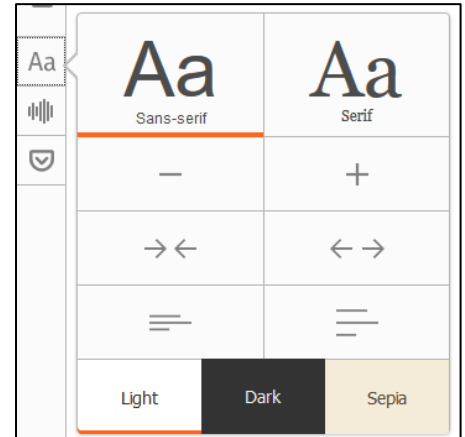 Aa
Aa Aa
Sans-serif Serif
− +
Light Dark Sepia